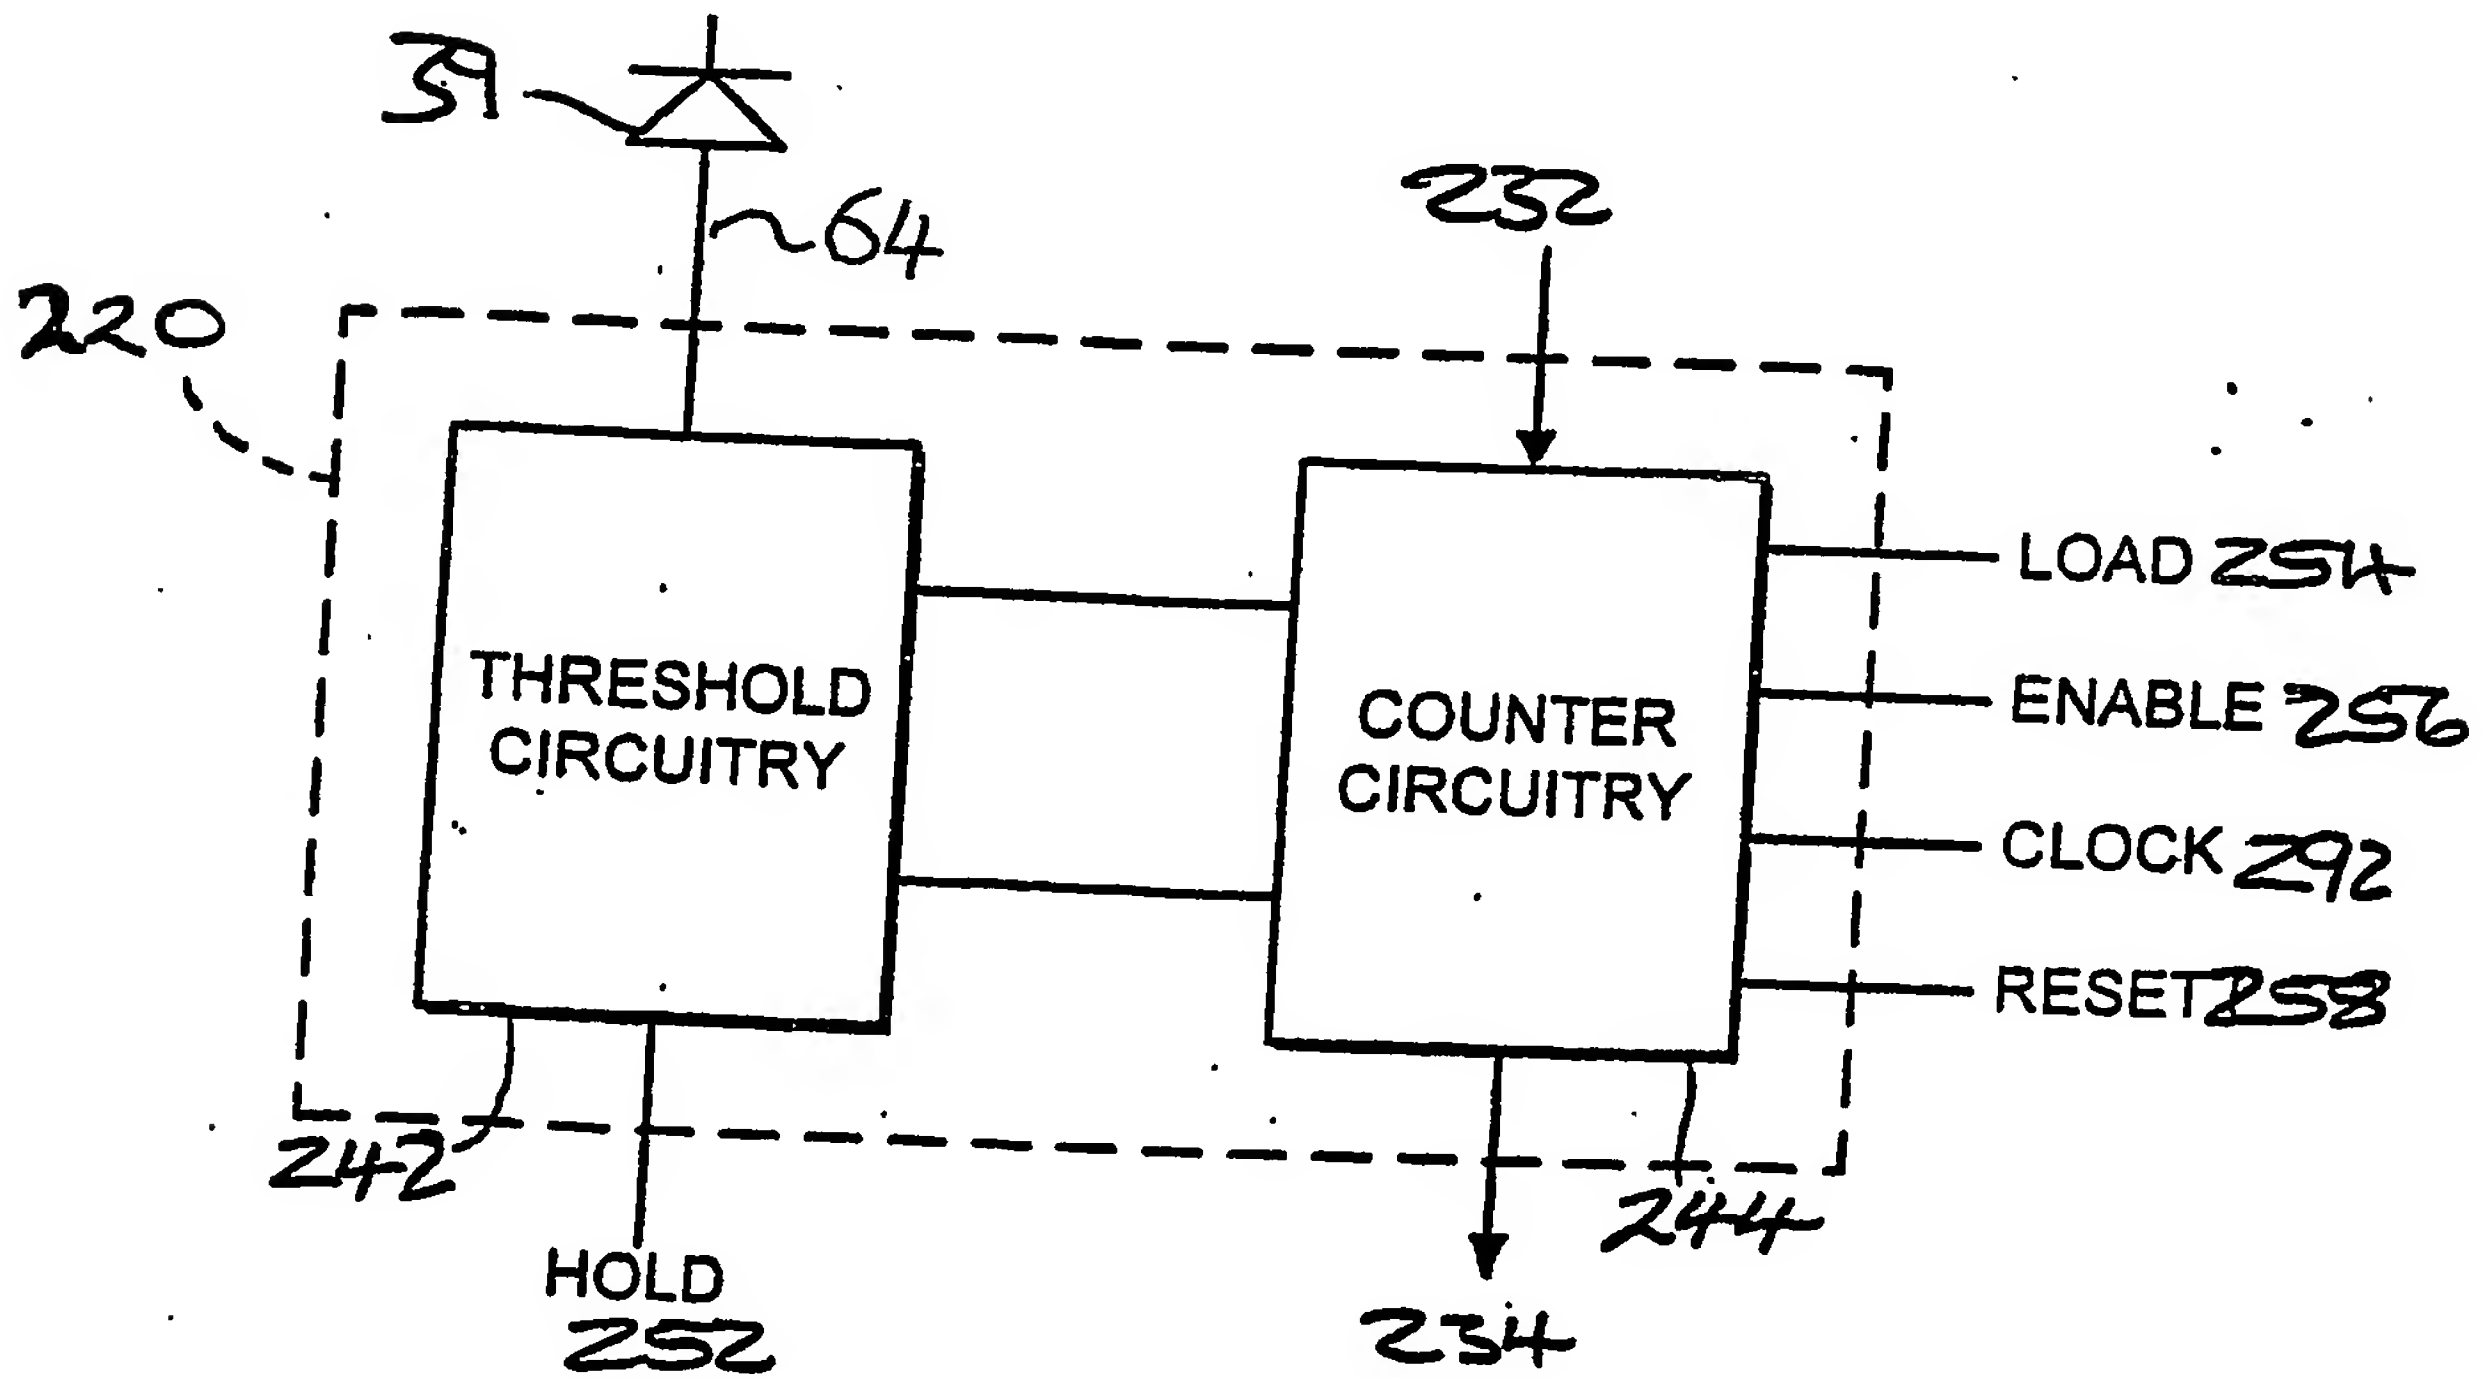 39
64
232
220
LOAD 254
THRESHOLD
CIRCUITRY
COUNTER
CIRCUITRY
ENABLE 256
CLOCK 292
RESET 258
242
244
HOLD
252
234